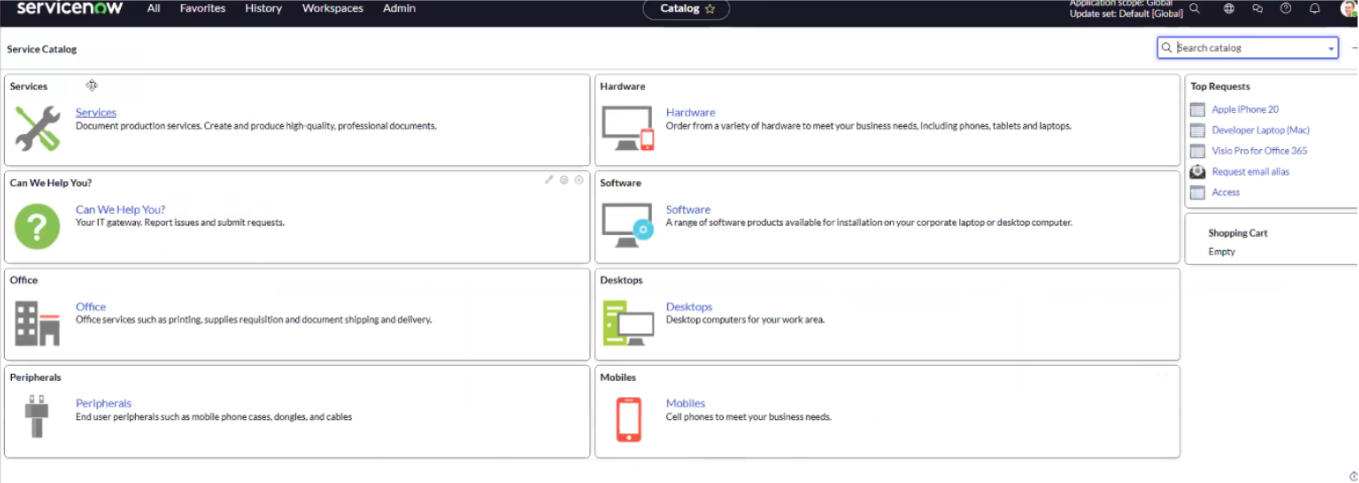 servicenow All Favorites History Workspaces Admin Catalog
Application scope: Global
Update set: Default [Global]
Service Catalog
Search catalog
Services
Services
Document production services. Create and produce high-quality, professional documents.
Hardware
Hardware
Order from a variety of hardware to meet your business needs, including phones, tablets and laptops.
Can We Help You?
Can We Help You?
Your IT gateway. Report issues and submit requests.
Software
Software
A range of software products available for installation on your corporate laptop or desktop computer.
Office
Office
Office services such as printing, supplies requisition and document shipping and delivery.
Desktops
Desktops
Desktop computers for your work area.
Peripherals
Peripherals
End user peripherals such as mobile phone cases, dongles, and cables
Mobiles
Mobiles
Cell phones to meet your business needs.
Top Requests
Apple iPhone 20
Developer Laptop (Mac)
Visio Pro for Office 365
Request email alias
Access
Shopping Cart
Empty